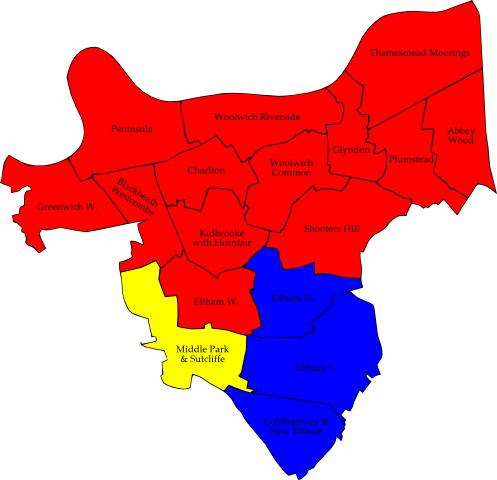 Thamesmead Moorings
Woolwich Riverside
Peninsula
Abbey
Wood
Glyndon
Plumstead
Charlton
Woolwich
Common
Blackheath
Westcombe
Greenwich W.
Kidbrooke
with Hornfair
Shooters Hill
Eltham W.
Eltham N.
Middle Park
& Sutcliffe
Eltham S.
Coldharbour&
New Eltham